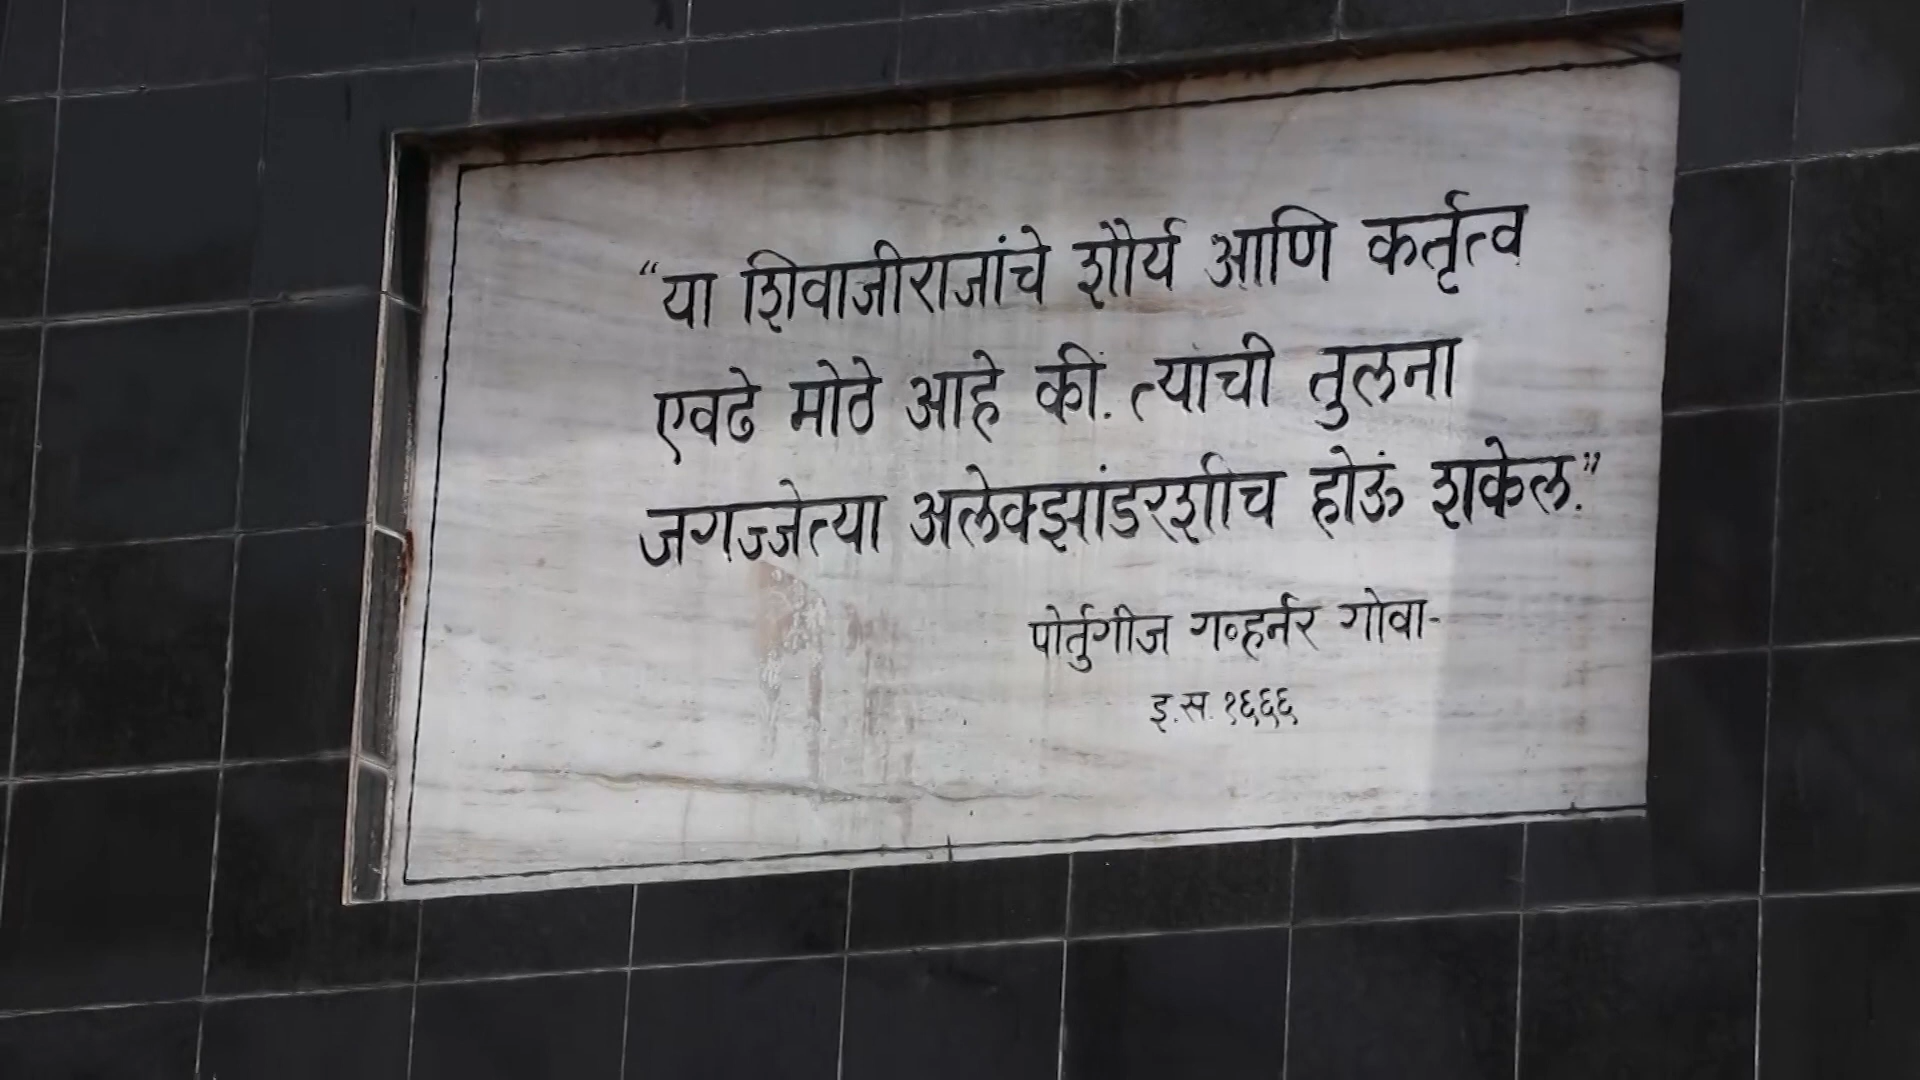 “या शिवाजीराजांचे शौर्य आणि कर्तृत्व
एवढे मोठे आहे कीं. त्यांची तुलना
जगज्जेत्या अलेक्झांडरशीच होऊं शकेल.”
पोर्तुगीज गव्हर्नर गोवा-
इ.स. १६६६